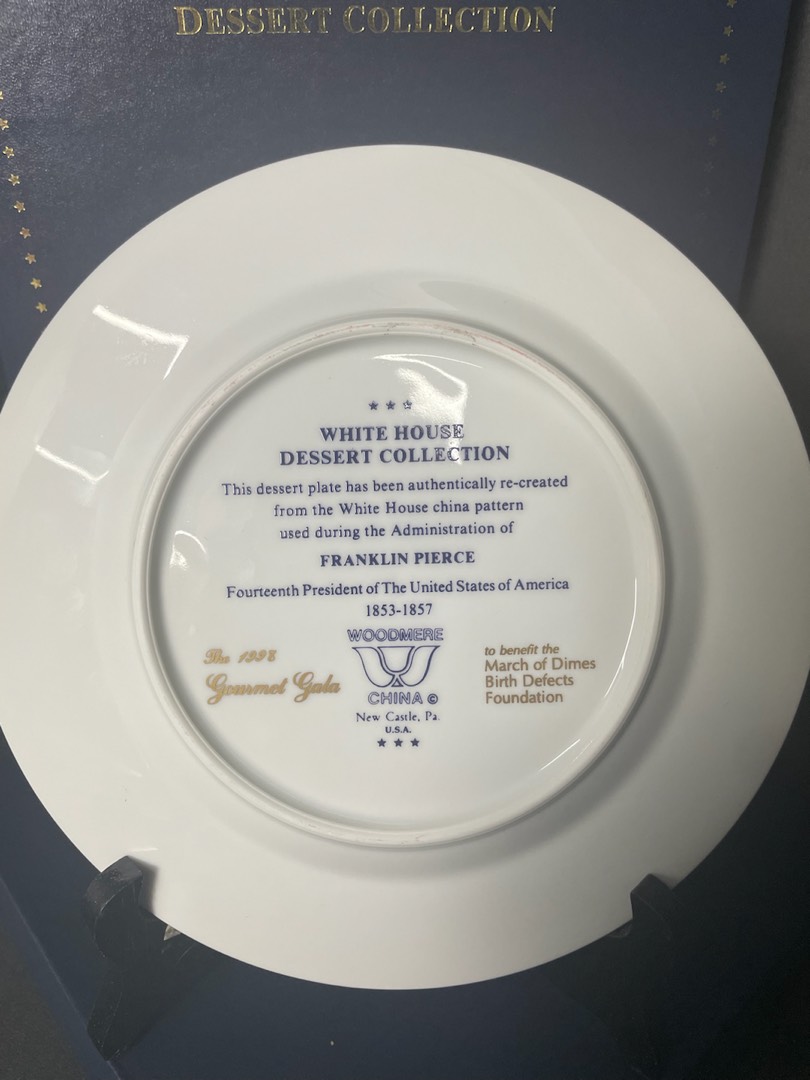 DESSERT COLLECTION
WHITE HOUSE
DESSERT COLLECTION
This dessert plate has been authentically re-created
from the White House china pattern
used during the Administration of
FRANKLIN PIERCE
Fourteenth President of The United States of America
1853-1857
WOODMERE
CHINA ©
New Castle, Pa.
U.S.A.
The 1998
Gourmet Gala
to benefit the
March of Dimes
Birth Defects
Foundation